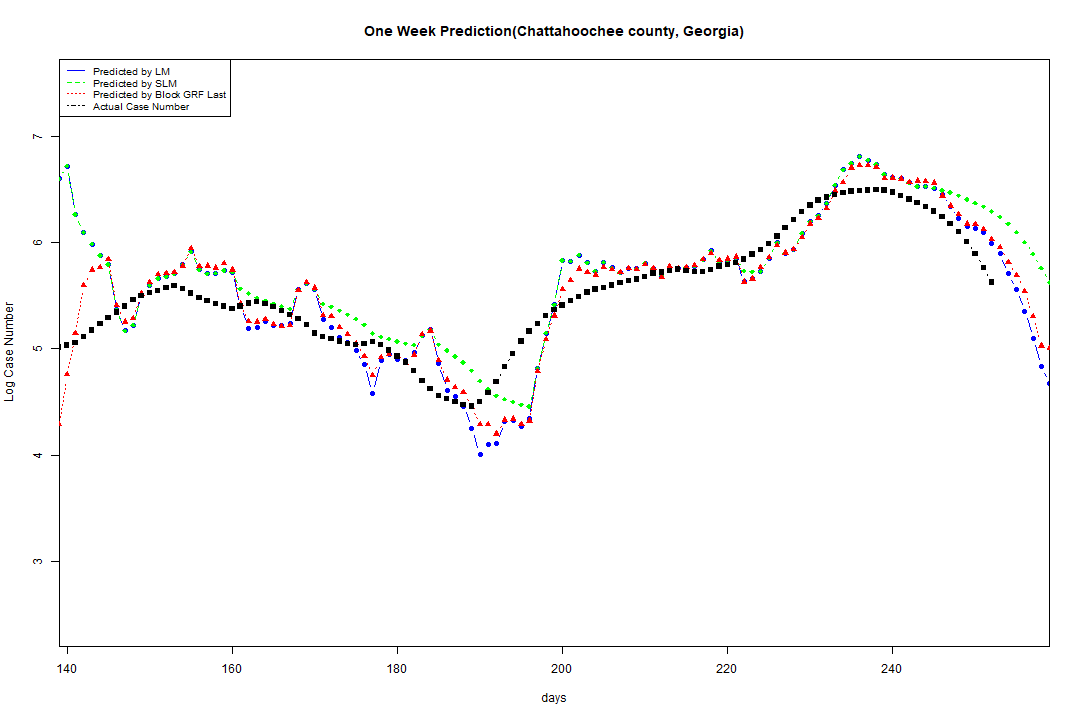 One Week Prediction(Chattahoochee county, Georgia)
Predicted by LM
Predicted by SLM
Predicted by Block GRF Last
Actual Case Number
7
6
5
4
3
Log Case Number
140 160 180 200 220 240
days